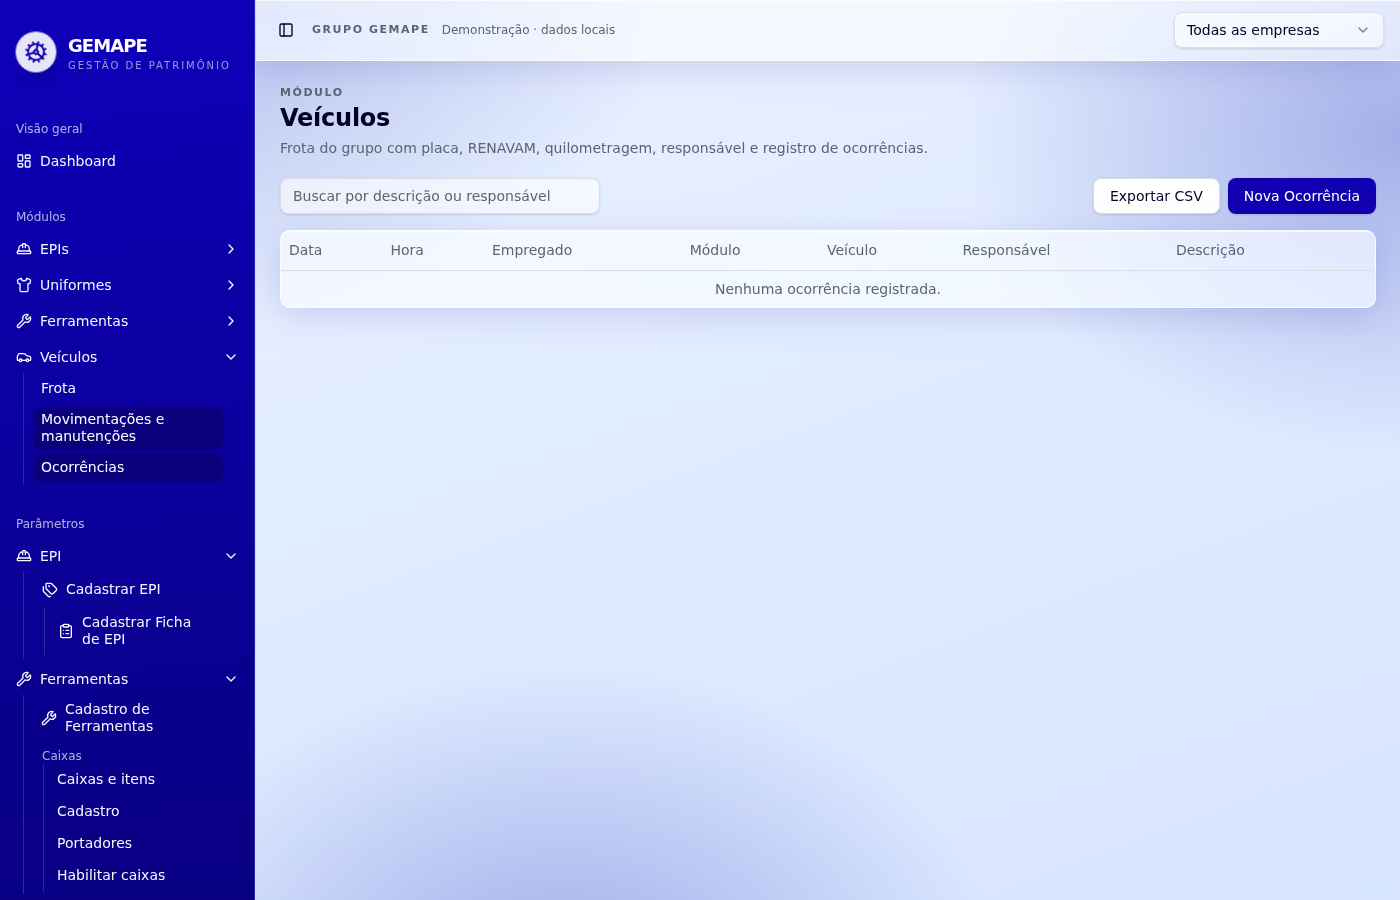 GEMAPE
GESTÃO DE PATRIMÔNIO
Visão geral
Dashboard
Módulos
EPIs
Uniformes
Ferramentas
Veículos
Frota
Movimentações e
manutenções
Ocorrências
Parâmetros
EPI
Cadastrar EPI
Cadastrar Ficha
de EPI
Ferramentas
Cadastro de
Ferramentas
Caixas
Caixas e itens
Cadastro
Portadores
Habilitar caixas
GRUPO GEMAPE Demonstração · dados locais Todas as empresas
MÓDULO
Veículos
Frota do grupo com placa, RENAVAM, quilometragem, responsável e registro de ocorrências.
Buscar por descrição ou responsável Exportar CSV Nova Ocorrência
Data Hora Empregado Módulo Veículo Responsável Descrição
Nenhuma ocorrência registrada.